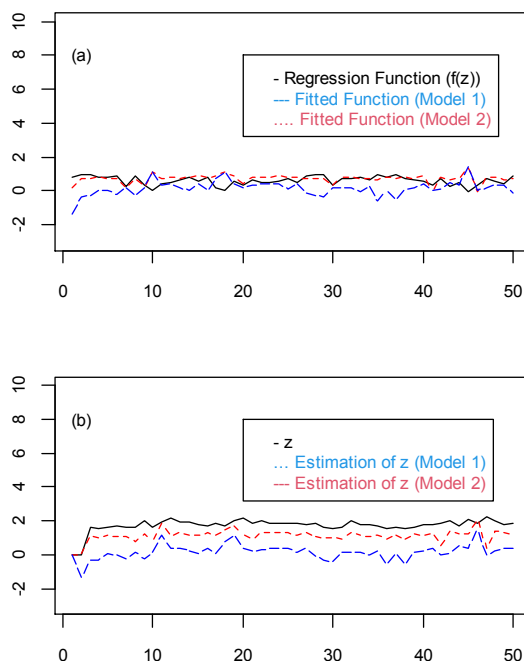 10
8
6
4
2
0
-2
(a)
- Regression Function (f(z))
--- Fitted Function (Model 1)
.... Fitted Function (Model 2)
0 10 20 30 40 50
10
8
6
4
2
0
-2
(b)
- z
... Estimation of z (Model 1)
--- Estimation of z (Model 2)
0 10 20 30 40 50